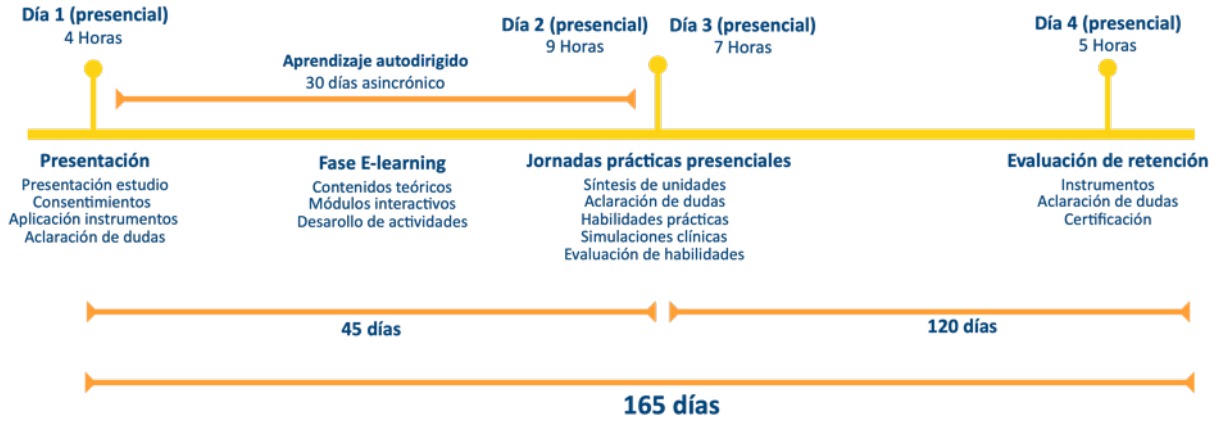 Día 1 (presencial)
4 Horas
Día 2 (presencial)
9 Horas
Día 3 (presencial)
7 Horas
Día 4 (presencial)
5 Horas
Aprendizaje autodirigido
30 días asincrónico
Presentación
Presentación estudio
Consentimientos
Aplicación instrumentos
Aclaración de dudas
Fase E-learning
Contenidos teóricos
Módulos interactivos
Desarollo de actividades
Jornadas prácticas presenciales
Síntesis de unidades
Aclaración de dudas
Habilidades prácticas
Simulaciones clínicas
Evaluación de habilidades
Evaluación de retención
Instrumentos
Aclaración de dudas
Certificación
45 días
120 días
165 días